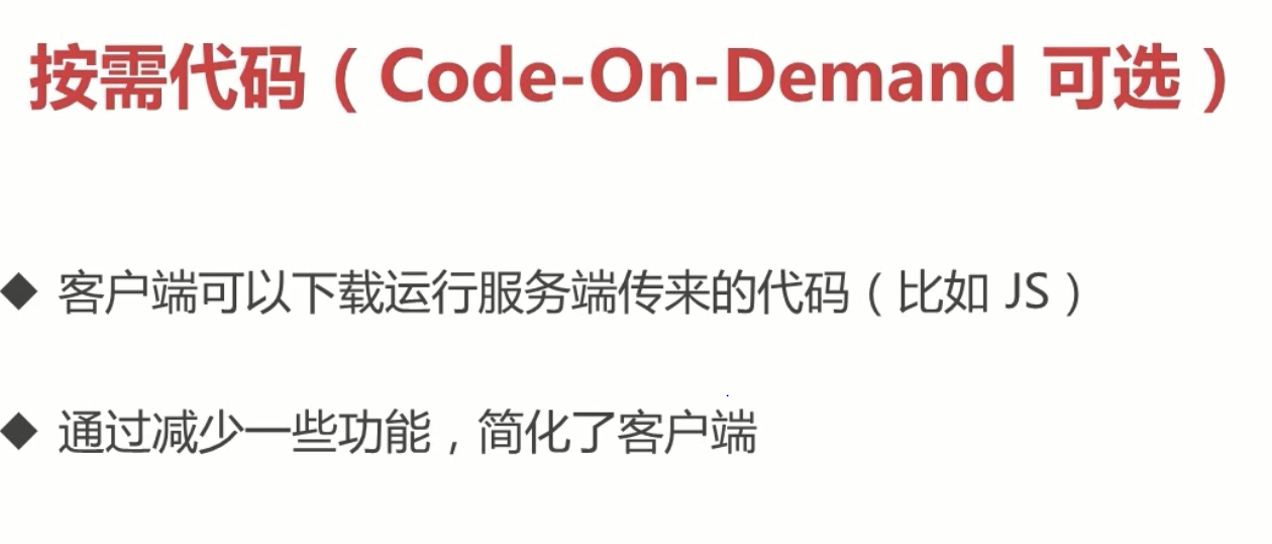 按需代码（Code-On-Demand 可选）
客户端可以下载运行服务端传来的代码（比如 JS）
通过减少一些功能，简化了客户端